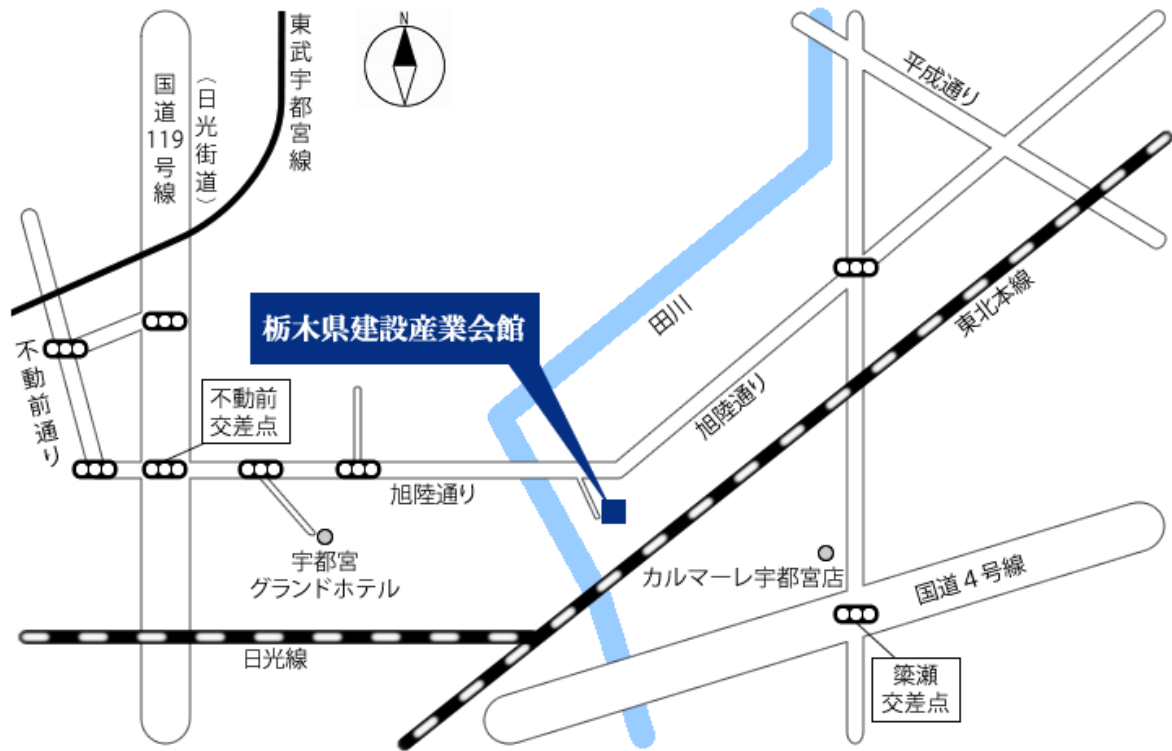 N
東武宇都宮線
国道119号線
（日光街道）
平成通り
田川
東北本線
栃木県建設産業会館
不動前通り
不動前
交差点
旭陸通り
旭陸通り
宇都宮
グランドホテル
カルマーレ宇都宮店
国道４号線
日光線
簗瀬
交差点